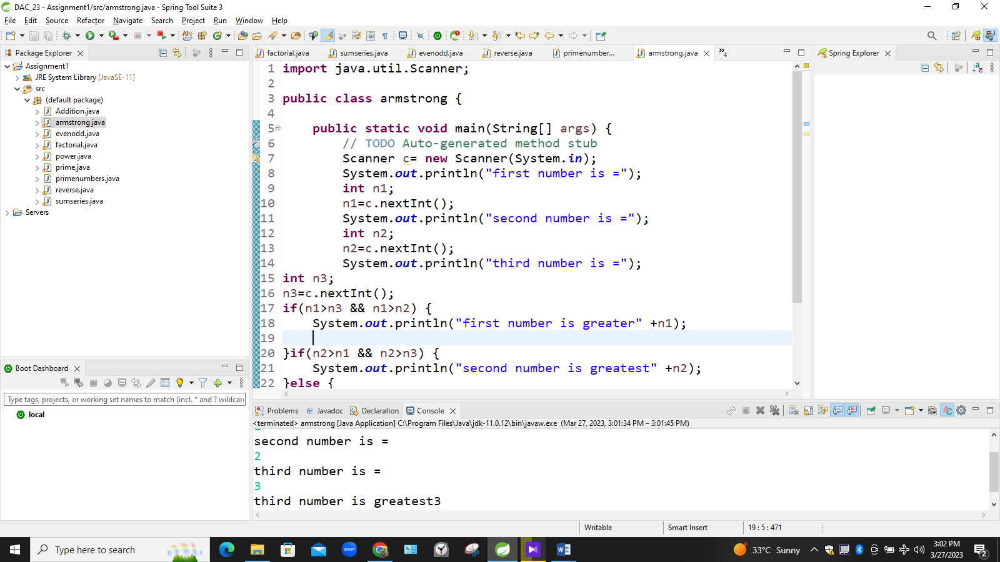 DAC_23 - Assignment1/src/armstrong.java - Spring Tool Suite 3
File Edit Source Refactor Navigate Search Project Run Window Help
Package Explorer
Assignment1
JRE System Library [JavaSE-11]
src
(default package)
Addition.java
armstrong.java
evenodd.java
factorial.java
power.java
prime.java
primenumbers.java
reverse.java
sumseries.java
Servers
Boot Dashboard
Type tags, projects, or working set names to match (incl. * and ? wildcar
local
factorial.java sumseries.java evenodd.java reverse.java primenumber... armstrong.java »4
1 import java.util.Scanner;
2
3 public class armstrong {
4
5 public static void main(String[] args) {
6 // TODO Auto-generated method stub
7 Scanner c= new Scanner(System.in);
8 System.out.println("first number is =");
9 int n1;
10 n1=c.nextInt();
11 System.out.println("second number is =");
12 int n2;
13 n2=c.nextInt();
14 System.out.println("third number is =");
15 int n3;
16 n3=c.nextInt();
17 if(n1>n3 && n1>n2) {
18 System.out.println("first number is greater" +n1);
19
20 }if(n2>n1 && n2>n3) {
21 System.out.println("second number is greatest" +n2);
22 }else {
Spring Explorer
Problems @ Javadoc Declaration Console
<terminated> armstrong [Java Application] C:\Program Files\Java\jdk-11.0.12\bin\javaw.exe (Mar 27, 2023, 3:01:34 PM – 3:01:45 PM)
second number is =
2
third number is =
3
third number is greatest3
Writable Smart Insert 19 : 5 : 471
Type here to search
zoom
33°C Sunny
3:02 PM
3/27/2023
2